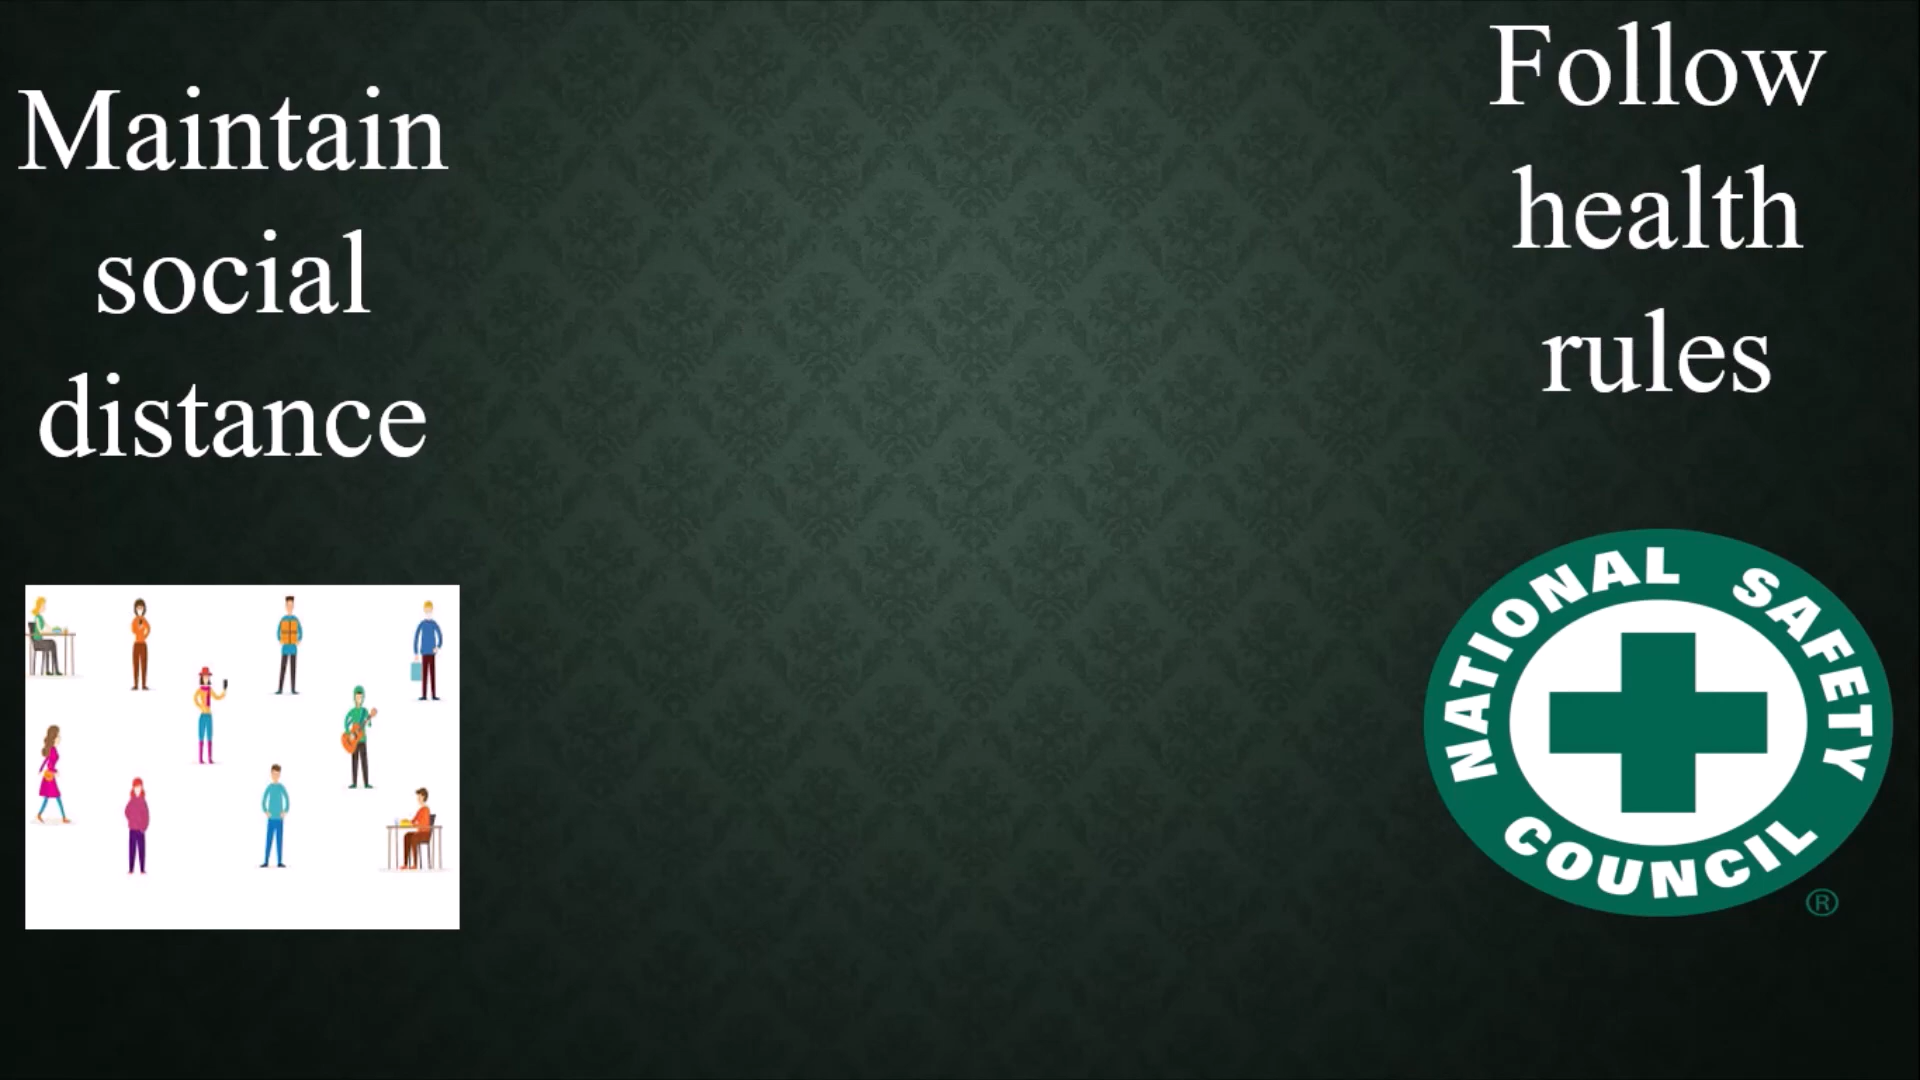 Maintain
social
distance
Follow
health
rules
NATIONAL SAFETY
COUNCIL
®